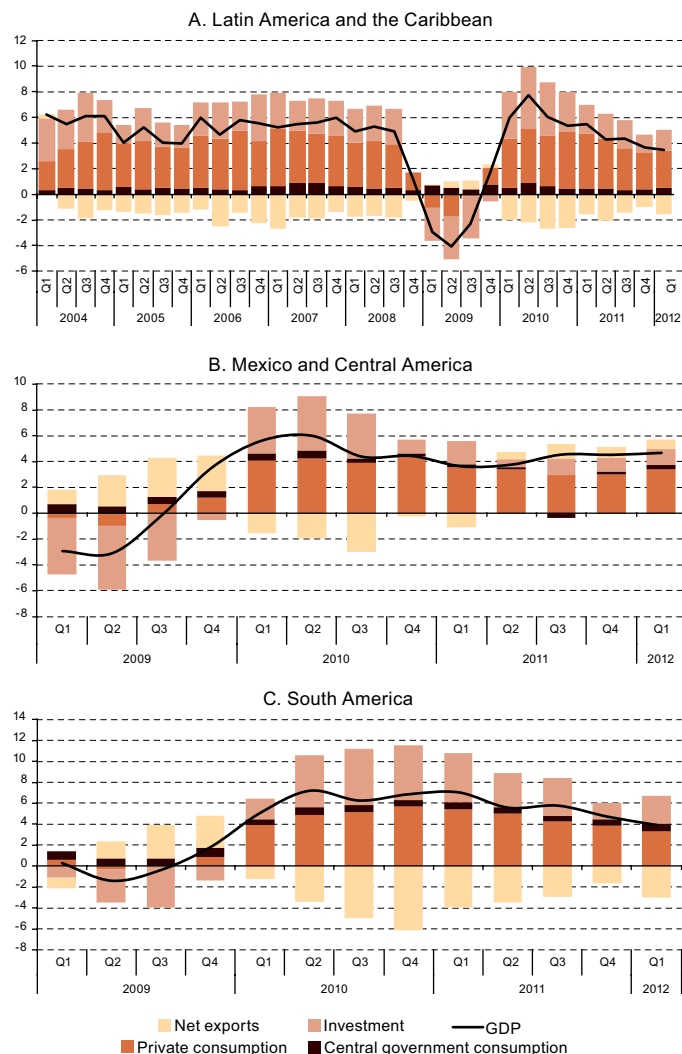 A. Latin America and the Caribbean
12
10
8
6
4
2
0
-2
-4
-6
Q1 Q2 Q3 Q4 Q1 Q2 Q3 Q4 Q1 Q2 Q3 Q4 Q1 Q2 Q3 Q4 Q1 Q2 Q3 Q4 Q1 Q2 Q3 Q4 Q1 Q2 Q3 Q4 Q1 Q2 Q3 Q4 Q1
2004 2005 2006 2007 2008 2009 2010 2011 2012
B. Mexico and Central America
10
8
6
4
2
0
-2
-4
-6
-8
Q1 Q2 Q3 Q4 Q1 Q2 Q3 Q4 Q1 Q2 Q3 Q4 Q1
2009 2010 2011 2012
C. South America
14
12
10
8
6
4
2
0
-2
-4
-6
-8
Q1 Q2 Q3 Q4 Q1 Q2 Q3 Q4 Q1 Q2 Q3 Q4 Q1
2009 2010 2011 2012
Net exports Investment GDP
Private consumption Central government consumption